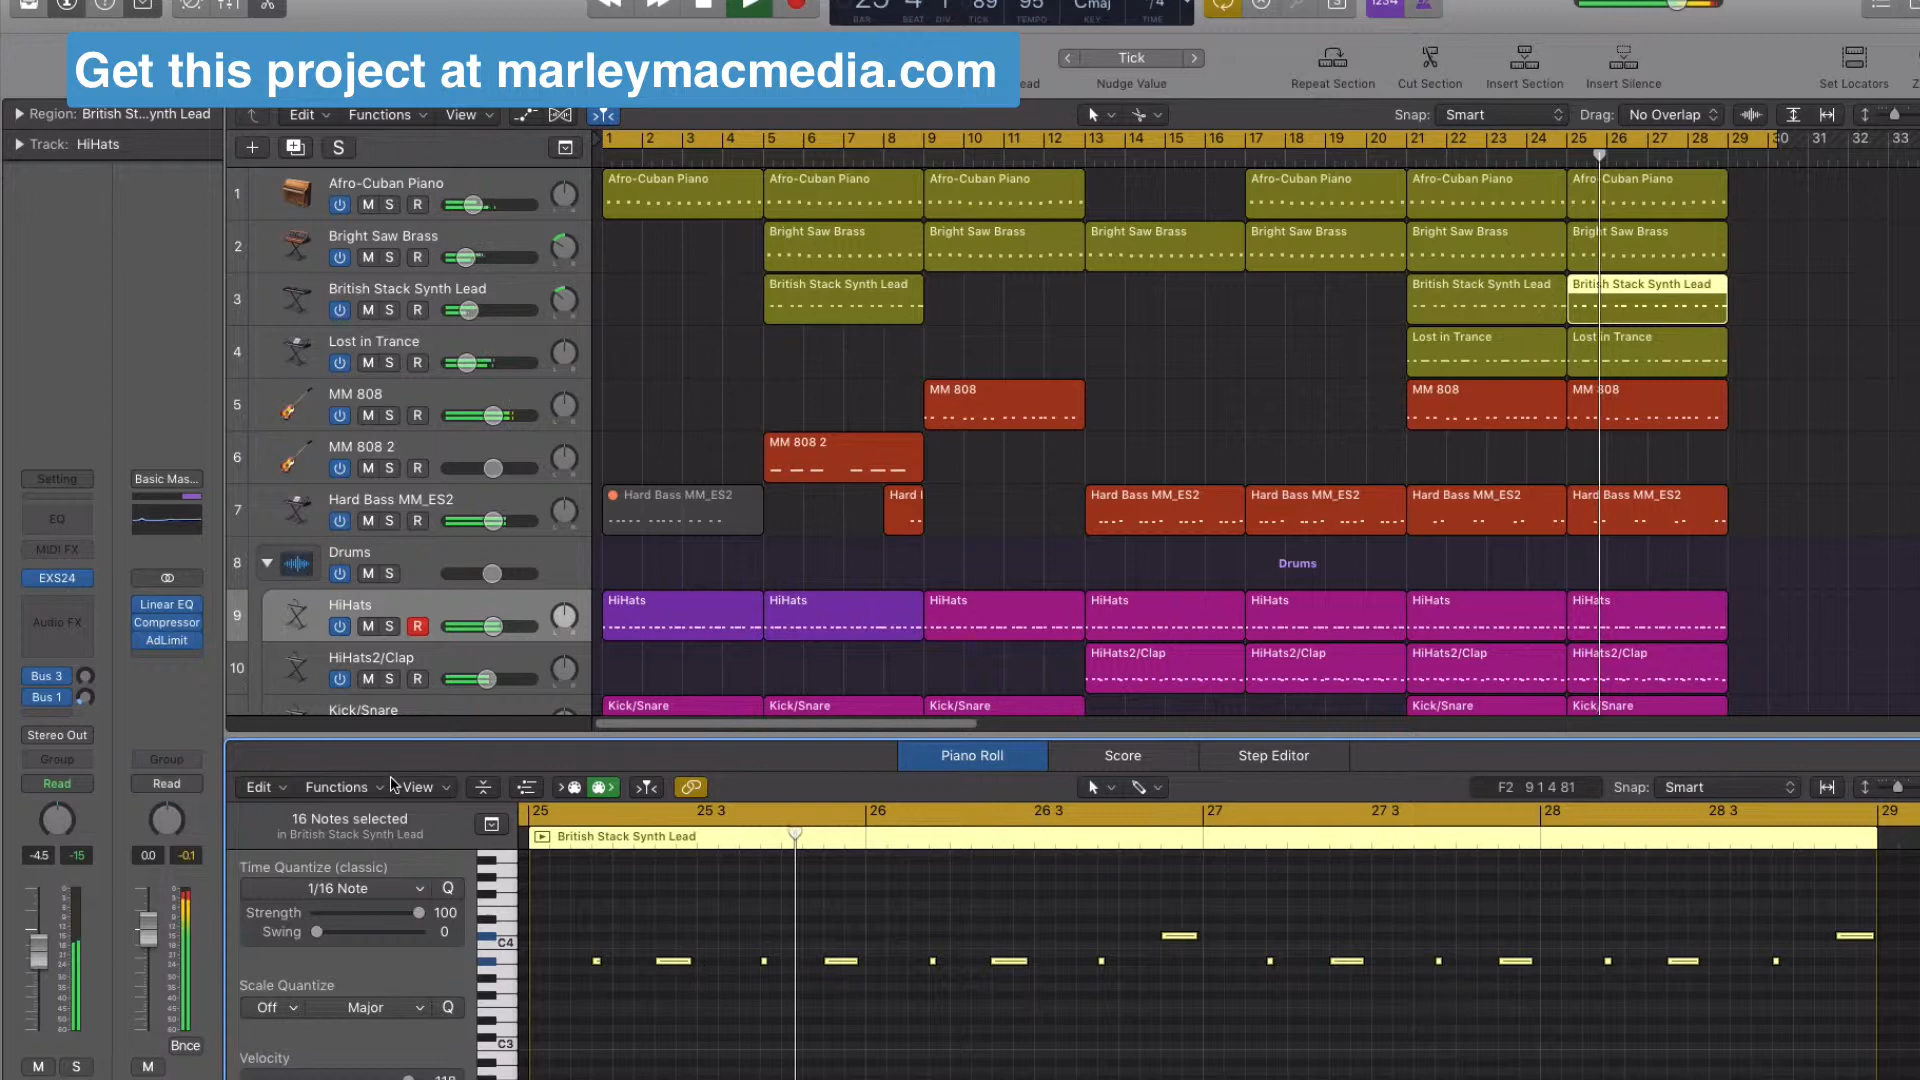 BAR BEAT DIV TICK TEMPO
Cmaj
KEY
/4
TIME
1234
Get this project at marleymacmedia.com
Tick
Nudge Value
Repeat Section
Cut Section
Insert Section
Insert Silence
Set Locators
Region: British St...ynth Lead
Edit Functions View
Snap: Smart
Drag: No Overlap
Track: HiHats
S
1 2 3 4 5 6 7 8 9 10 11 12 13 14 15 16 17 18 19 20 21 22 23 24 25 26 27 28 29 30 31 32 33
1 Afro-Cuban Piano
M S R
Afro-Cuban Piano Afro-Cuban Piano Afro-Cuban Piano Afro-Cuban Piano Afro-Cuban Piano Afro-Cuban Piano
2 Bright Saw Brass
M S R
Bright Saw Brass Bright Saw Brass Bright Saw Brass Bright Saw Brass Bright Saw Brass Bright Saw Brass
3 British Stack Synth Lead
M S R
British Stack Synth Lead British Stack Synth Lead British Stack Synth Lead
4 Lost in Trance
M S R
Lost in Trance Lost in Trance
5 MM 808
M S R
MM 808 MM 808 MM 808
6 MM 808 2
M S R
MM 808 2
7 Hard Bass MM_ES2
M S R
Hard Bass MM_ES2 Hard Hard Bass MM_ES2 Hard Bass MM_ES2 Hard Bass MM_ES2 Hard Bass MM_ES2
8 Drums
M S
Drums
9 HiHats
M S R
HiHats HiHats HiHats HiHats HiHats HiHats HiHats
10 HiHats2/Clap
M S R
HiHats2/Clap HiHats2/Clap HiHats2/Clap HiHats2/Clap
Kick/Snare
Kick/Snare Kick/Snare Kick/Snare Kick/Snare Kick/Snare
Setting
Basic Mas...
EQ
MIDI FX
EXS24
Linear EQ
Audio FX
Compressor
AdLimit
Bus 3
Bus 1
Stereo Out
Group Group
Read Read
-4.5 -15 0.0 -0.1
Bnce
M S M
Piano Roll Score Step Editor
Edit Functions View
F2 9 1 4 81
Snap: Smart
16 Notes selected
in British Stack Synth Lead
25 25 3 26 26 3 27 27 3 28 28 3 29
British Stack Synth Lead
Time Quantize (classic)
1/16 Note Q
Strength 100
Swing 0
Scale Quantize
Off Major Q
Velocity
C4
C3